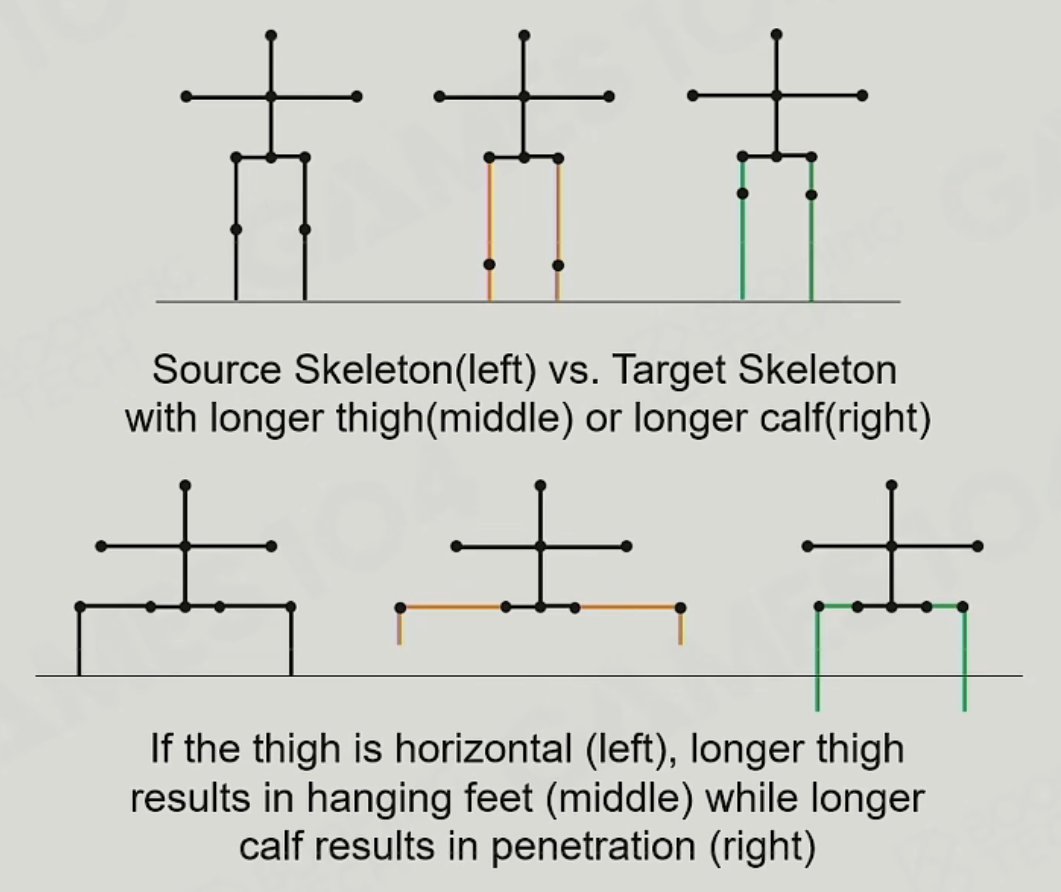 Source Skeleton(left) vs. Target Skeleton
with longer thigh(middle) or longer calf(right)
If the thigh is horizontal (left), longer thigh
results in hanging feet (middle) while longer
calf results in penetration (right)